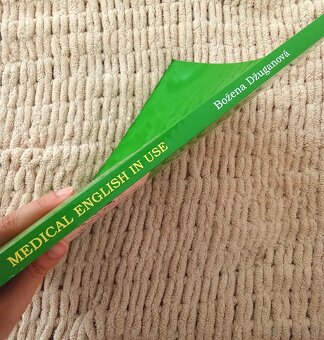 MEDICAL ENGLISH IN USE
Božena Džuganová